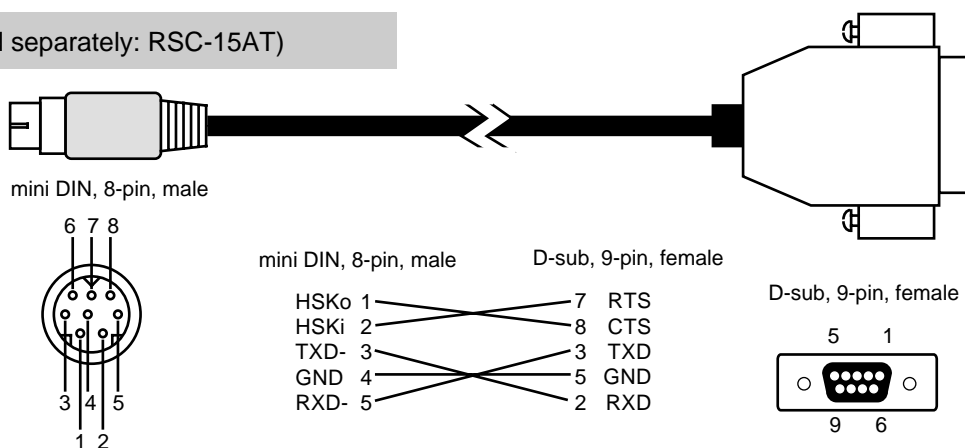 separately: RSC-15AT)
mini DIN, 8-pin, male
6 7 8
3 4 5
1 2
mini DIN, 8-pin, male D-sub, 9-pin, female
HSKo 1 7 RTS
HSKi 2 8 CTS
TXD- 3 3 TXD
GND 4 5 GND
RXD- 5 2 RXD
D-sub, 9-pin, female
5 1
9 6